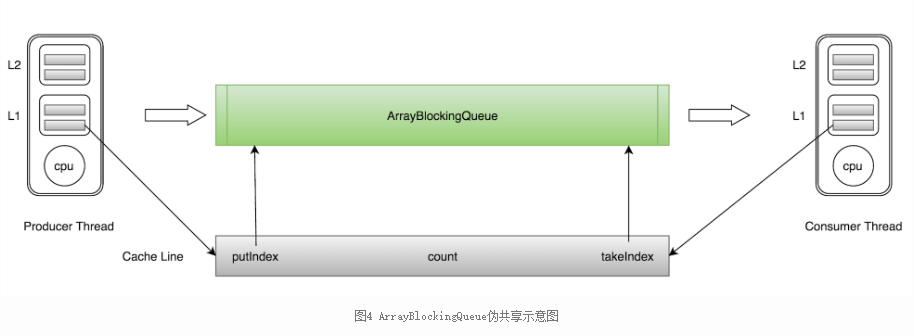 L2
L1
cpu
Producer Thread
ArrayBlockingQueue
L2
L1
cpu
Consumer Thread
Cache Line
putIndex
count
takeIndex
图4 ArrayBlockingQueue伪共享示意图